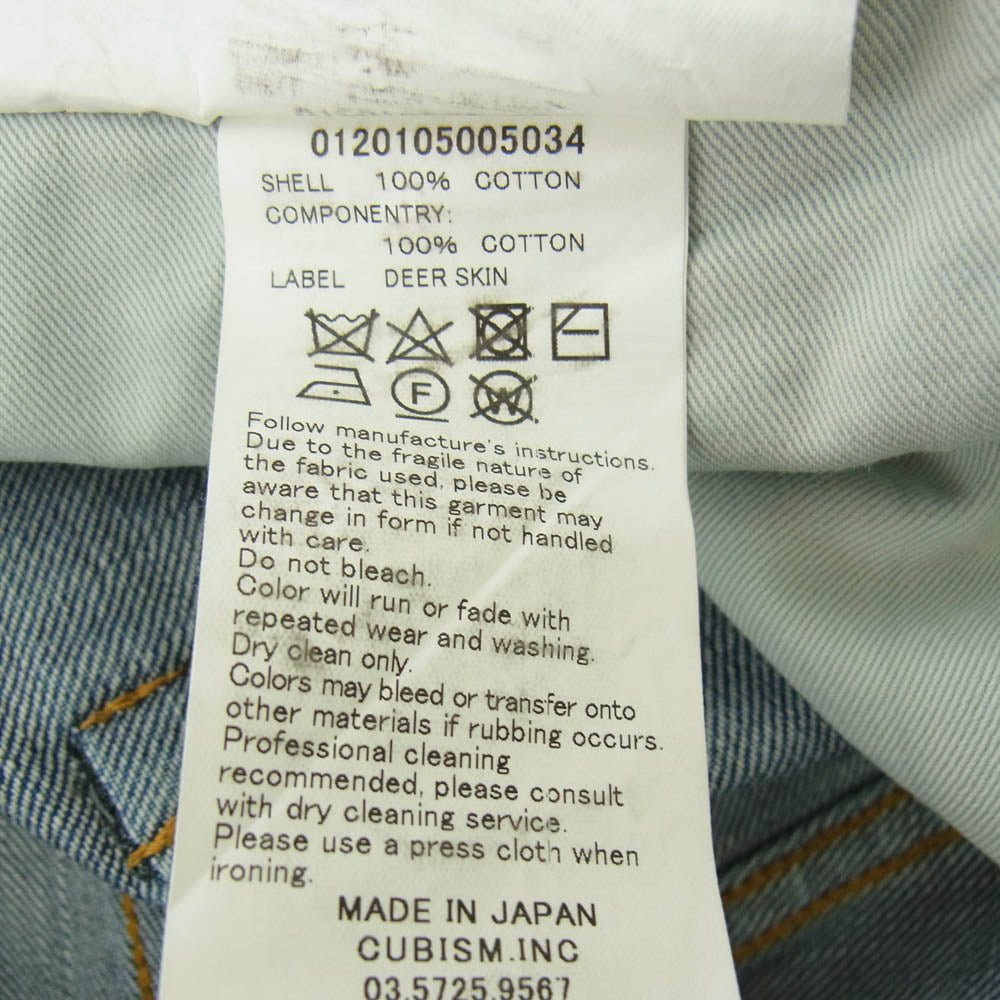 0120105005034
SHELL 100% COTTON
COMPONENTRY:
100% COTTON
LABEL DEER SKIN
F
W
Follow manufacture's instructions.
Due to the fragile nature of
the fabric used, please be
aware that this garment may
change in form if not handled
with care.
Do not bleach.
Color will run or fade with
repeated wear and washing.
Dry clean only.
Colors may bleed or transfer onto
other materials if rubbing occurs.
Professional cleaning
recommended, please consult
with dry cleaning service.
Please use a press cloth when
ironing.
MADE IN JAPAN
CUBISM.INC
03.5725.9567